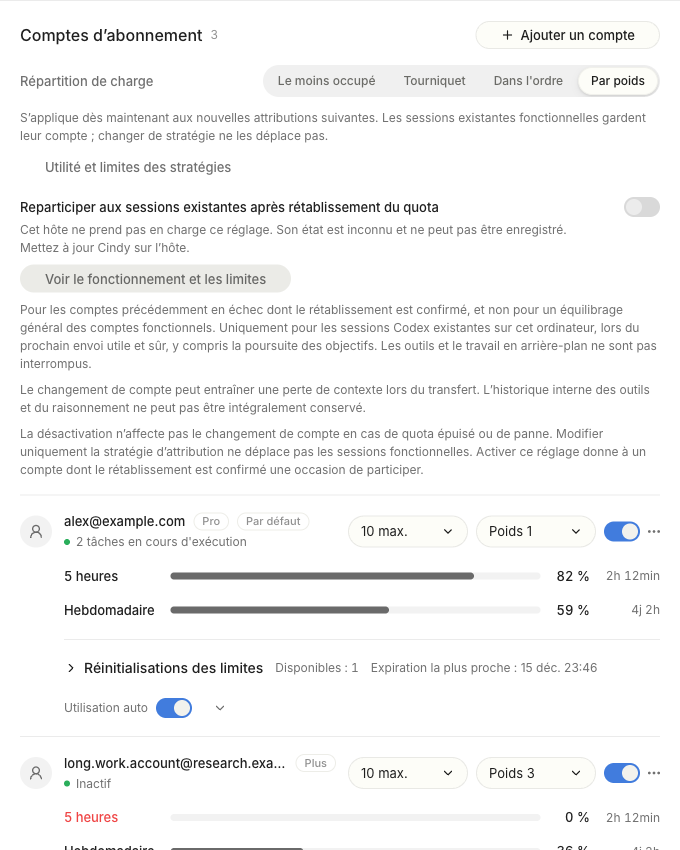 Comptes d’abonnement 3
+ Ajouter un compte
Répartition de charge
Le moins occupé
Tourniquet
Dans l'ordre
Par poids
S’applique dès maintenant aux nouvelles attributions suivantes. Les sessions existantes fonctionnelles gardent
leur compte ; changer de stratégie ne les déplace pas.
Utilité et limites des stratégies
Reparticiper aux sessions existantes après rétablissement du quota
Cet hôte ne prend pas en charge ce réglage. Son état est inconnu et ne peut pas être enregistré.
Mettez à jour Cindy sur l’hôte.
Voir le fonctionnement et les limites
Pour les comptes précédemment en échec dont le rétablissement est confirmé, et non pour un équilibrage
général des comptes fonctionnels. Uniquement pour les sessions Codex existantes sur cet ordinateur, lors du
prochain envoi utile et sûr, y compris la poursuite des objectifs. Les outils et le travail en arrière-plan ne sont pas
interrompus.
Le changement de compte peut entraîner une perte de contexte lors du transfert. L’historique interne des outils
et du raisonnement ne peut pas être intégralement conservé.
La désactivation n’affecte pas le changement de compte en cas de quota épuisé ou de panne. Modifier
uniquement la stratégie d’attribution ne déplace pas les sessions fonctionnelles. Activer ce réglage donne à un
compte dont le rétablissement est confirmé une occasion de participer.
alex@example.com Pro Par défaut
10 max.
Poids 1
2 tâches en cours d'exécution
5 heures 82 % 2h 12min
Hebdomadaire 59 % 4j 2h
Réinitialisations des limites Disponibles : 1 Expiration la plus proche : 15 déc. 23:46
Utilisation auto
long.work.account@research.exa... Plus
10 max.
Poids 3
Inactif
5 heures 0 % 2h 12min
Hebdomadaire 36 % 4j 2h